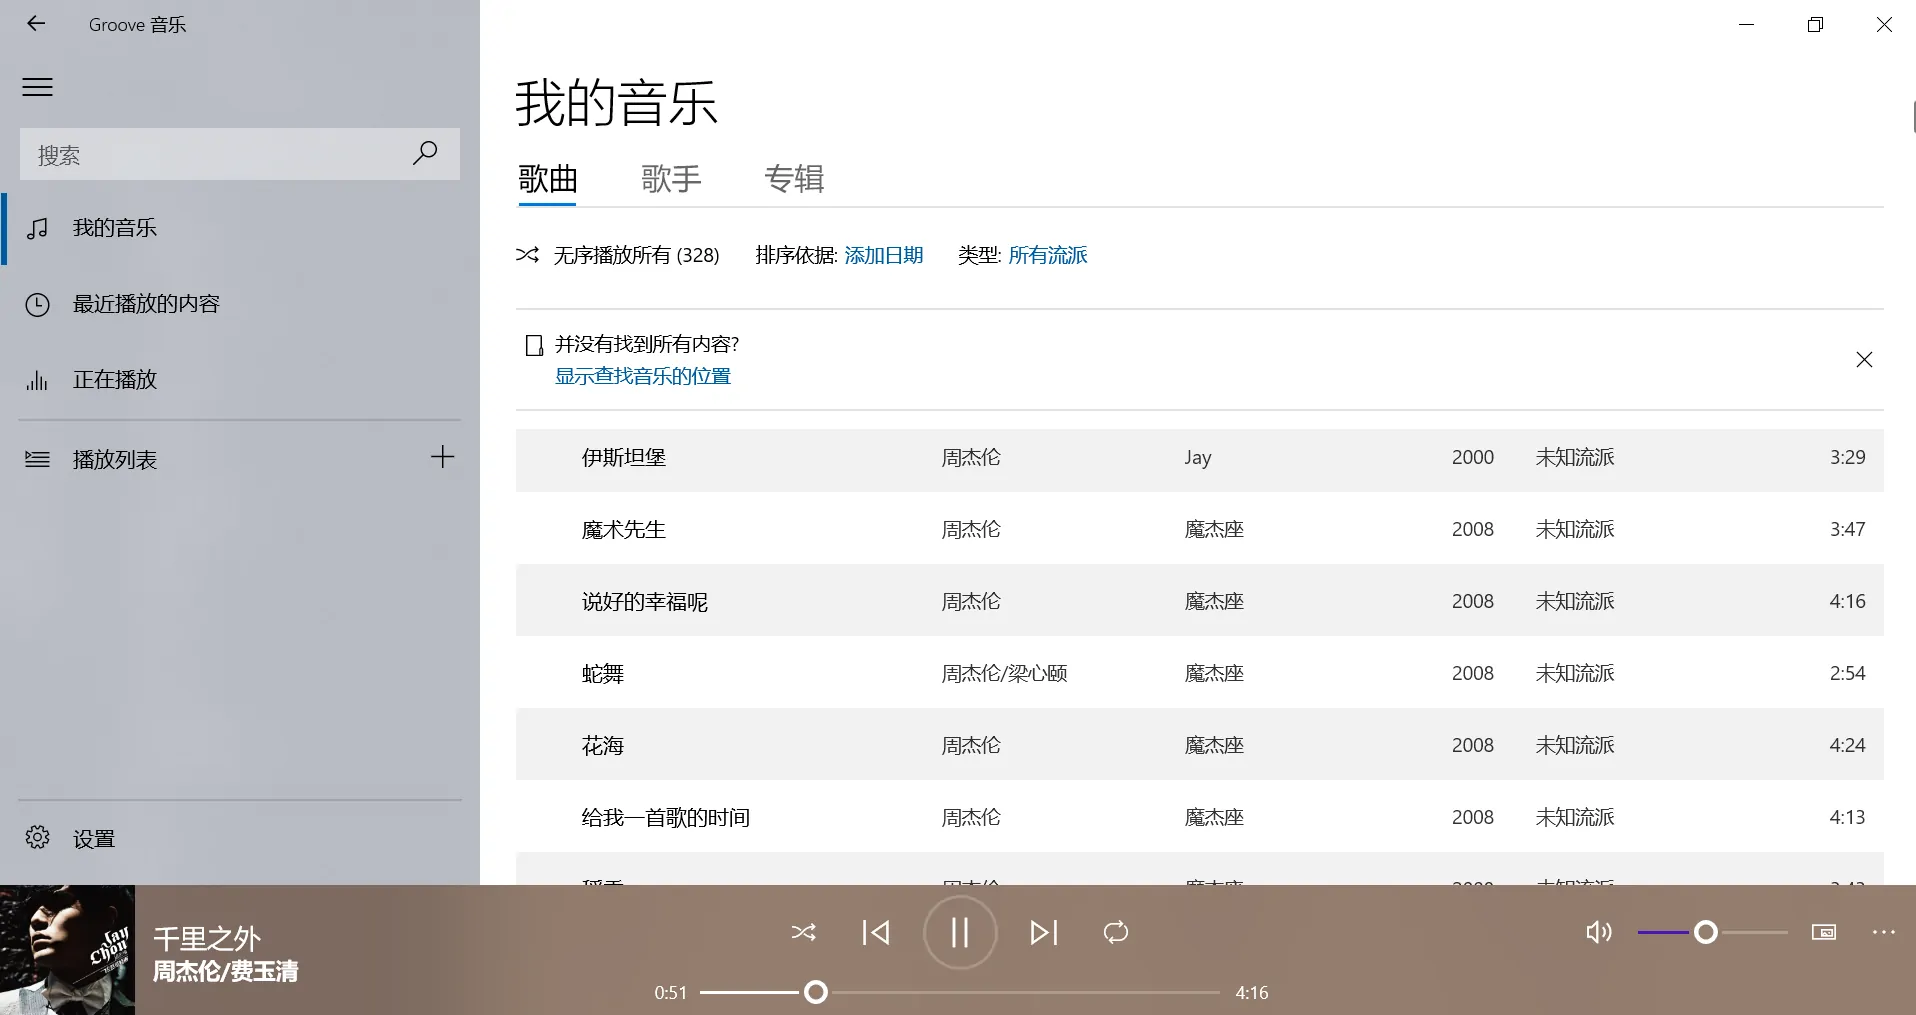 Groove 音乐
搜索
我的音乐
最近播放的内容
正在播放
播放列表
设置
我的音乐
歌曲 歌手 专辑
无序播放所有 (328) 排序依据: 添加日期 类型: 所有流派
并没有找到所有内容?
显示查找音乐的位置
伊斯坦堡 周杰伦 Jay 2000 未知流派 3:29
魔术先生 周杰伦 魔杰座 2008 未知流派 3:47
说好的幸福呢 周杰伦 魔杰座 2008 未知流派 4:16
蛇舞 周杰伦/梁心颐 魔杰座 2008 未知流派 2:54
花海 周杰伦 魔杰座 2008 未知流派 4:24
给我一首歌的时间 周杰伦 魔杰座 2008 未知流派 4:13
Jay
Chou
千里之外
周杰伦/费玉清
0:51 4:16